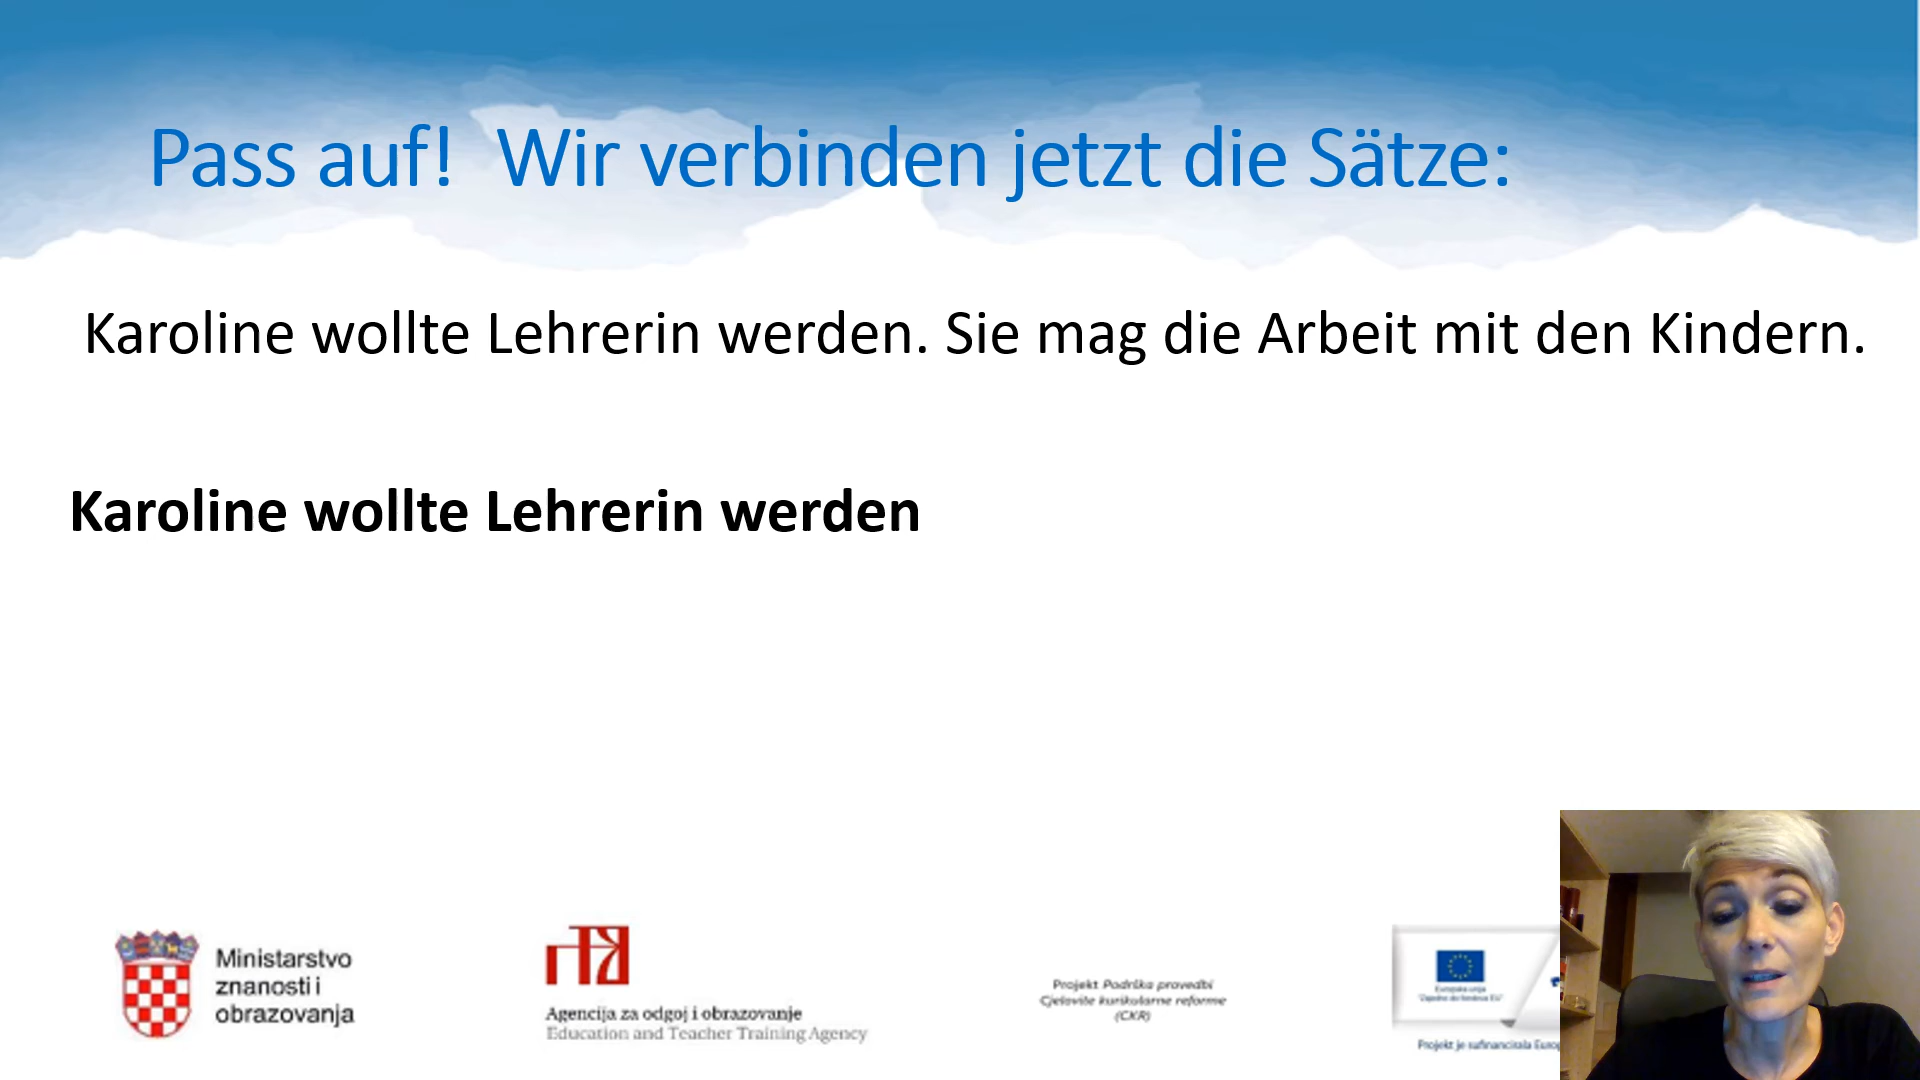 Pass auf!  Wir verbinden jetzt die Sätze:
Karoline wollte Lehrerin werden. Sie mag die Arbeit mit den Kindern.
Karoline wollte Lehrerin werden
Ministarstvo
znanosti i
obrazovanja
Agencija za odgoj i obrazovanje
Education and Teacher Training Agency
Projekt Podrška provedbi
Cjelovite kurikularne reforme
(CKR)
Europska unija
"Zajedno do fondova EU"
Projekt je sufinancirala